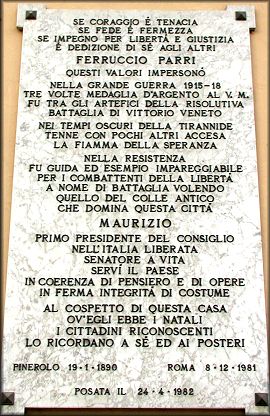 SE CORAGGIO È TENACIA
SE FEDE È FERMEZZA
SE IMPEGNO PER LIBERTÀ E GIUSTIZIA
È DEDIZIONE DI SÉ AGLI ALTRI
FERRUCCIO PARRI
QUESTI VALORI IMPERSONÒ
NELLA GRANDE GUERRA 1915-18
TRE VOLTE MEDAGLIA D'ARGENTO AL V. M.
FU TRA GLI ARTEFICI DELLA RISOLUTIVA
BATTAGLIA DI VITTORIO VENETO
NEI TEMPI OSCURI DELLA TIRANNIDE
TENNE CON POCHI ALTRI ACCESA
LA FIAMMA DELLA SPERANZA
NELLA RESISTENZA
FU GUIDA ED ESEMPIO IMPAREGGIABILE
PER I COMBATTENTI DELLA LIBERTÀ
A NOME DI BATTAGLIA VOLENDO
QUELLO DEL COLLE ANTICO
CHE DOMINA QUESTA CITTÀ
MAURIZIO
PRIMO PRESIDENTE DEL CONSIGLIO
NELL'ITALIA LIBERATA
SENATORE A VITA
SERVÌ IL PAESE
IN COERENZA DI PENSIERO E DI OPERE
IN FERMA INTEGRITÀ DI COSTUME
AL COSPETTO DI QUESTA CASA
OV'EGLI EBBE I NATALI
I CITTADINI RICONOSCENTI
LO RICORDANO A SÉ ED AI POSTERI
PINEROLO 19-1-1890 ROMA 8-12-1981
POSATA IL 24-4-1982